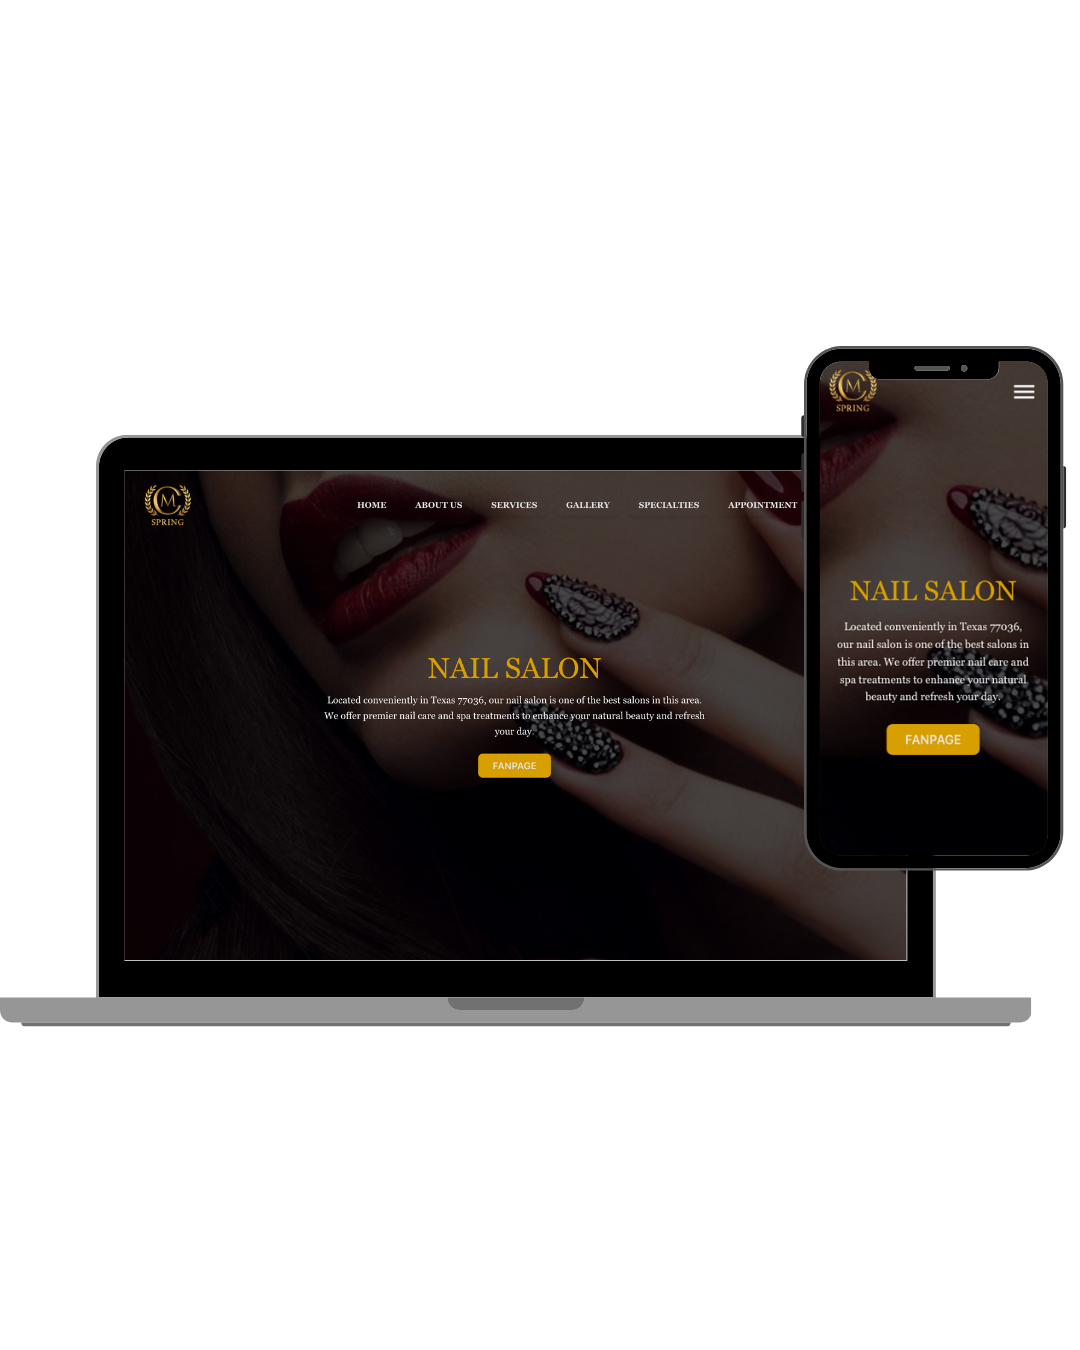 CM
SPRING
HOME ABOUT US SERVICES GALLERY SPECIALTIES APPOINTMENT
NAIL SALON
Located conveniently in Texas 77036, our nail salon is one of the best salons in this area.
We offer premier nail care and spa treatments to enhance your natural beauty and refresh
your day.
FANPAGE
CM
SPRING
NAIL SALON
Located conveniently in Texas 77036,
our nail salon is one of the best salons in
this area. We offer premier nail care and
spa treatments to enhance your natural
beauty and refresh your day.
FANPAGE